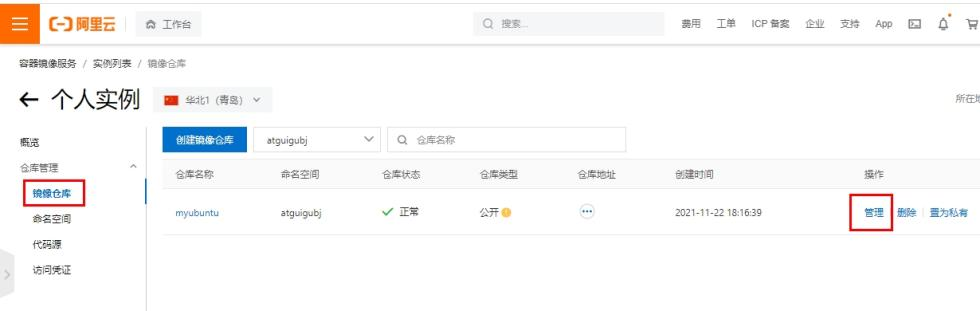 阿里云 工作台 搜索... 费用 工单 ICP 备案 企业 支持 App
容器镜像服务 / 实例列表 / 镜像仓库
← 个人实例 华北1（青岛） 所在地
概览 创建镜像仓库 atguigubj 仓库名称
仓库管理 仓库名称 命名空间 仓库状态 仓库类型 仓库地址 创建时间 操作
镜像仓库
命名空间 myubuntu atguigubj 正常 公开 2021-11-22 18:16:39 管理 删除 置为私有
代码源
访问凭证